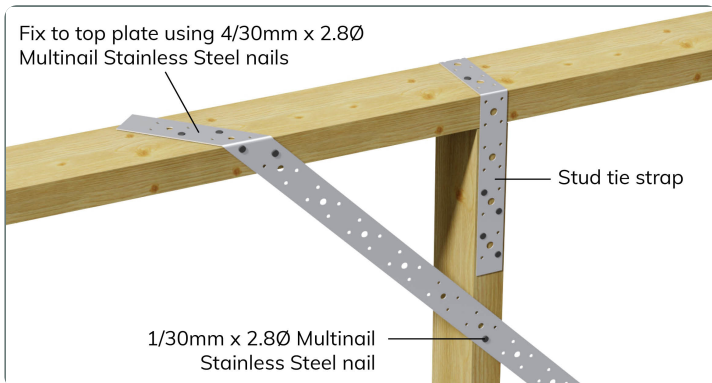 Fix to top plate using 4/30mm x 2.8Ø
Multinail Stainless Steel nails
Stud tie strap
1/30mm x 2.8Ø Multinail
Stainless Steel nail